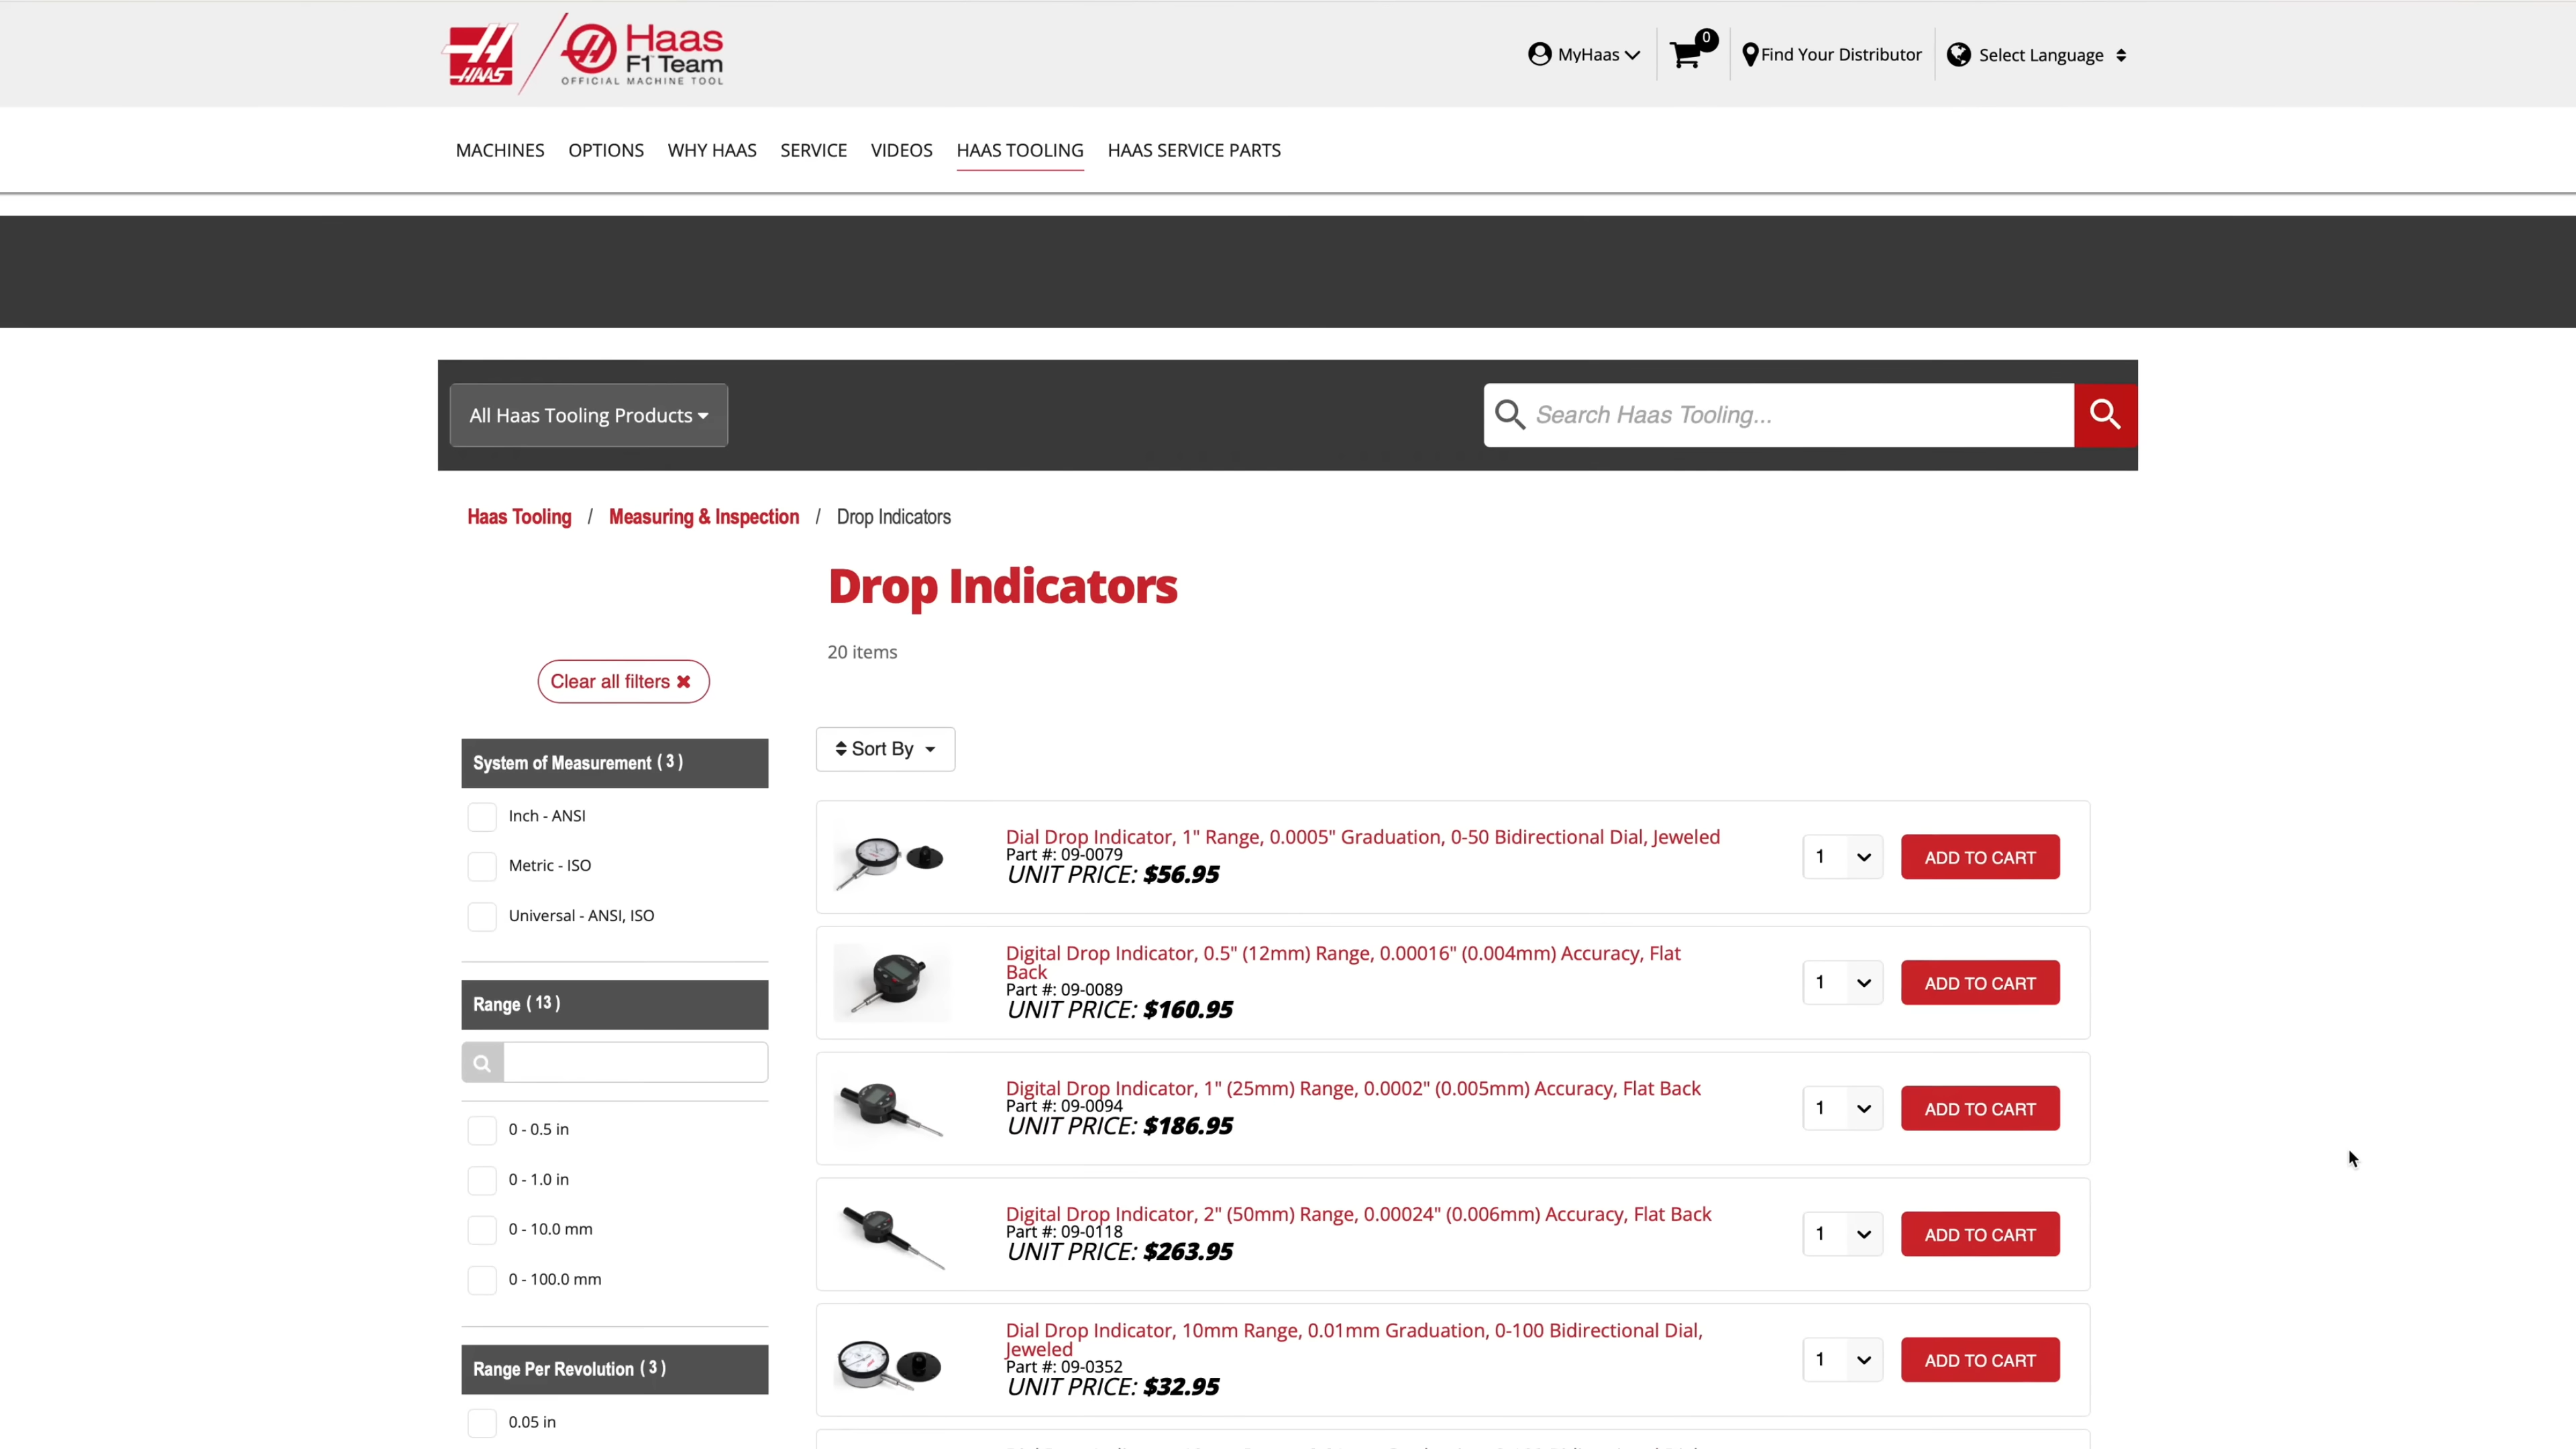 HAAS
Haas
F1 Team
OFFICIAL MACHINE TOOL
MyHaas
0
Find Your Distributor
Select Language
MACHINES OPTIONS WHY HAAS SERVICE VIDEOS HAAS TOOLING HAAS SERVICE PARTS
All Haas Tooling Products
Search Haas Tooling...
Haas Tooling / Measuring & Inspection / Drop Indicators
Drop Indicators
20 items
Clear all filters ✖
Sort By
System of Measurement ( 3 )
Inch - ANSI
Metric - ISO
Universal - ANSI, ISO
Range ( 13 )
0 - 0.5 in
0 - 1.0 in
0 - 10.0 mm
0 - 100.0 mm
Range Per Revolution ( 3 )
0.05 in
Dial Drop Indicator, 1" Range, 0.0005" Graduation, 0-50 Bidirectional Dial, Jeweled
Part #: 09-0079
UNIT PRICE: $56.95
1
ADD TO CART
Digital Drop Indicator, 0.5" (12mm) Range, 0.00016" (0.004mm) Accuracy, Flat
Back
Part #: 09-0089
UNIT PRICE: $160.95
1
ADD TO CART
Digital Drop Indicator, 1" (25mm) Range, 0.0002" (0.005mm) Accuracy, Flat Back
Part #: 09-0094
UNIT PRICE: $186.95
1
ADD TO CART
Digital Drop Indicator, 2" (50mm) Range, 0.00024" (0.006mm) Accuracy, Flat Back
Part #: 09-0118
UNIT PRICE: $263.95
1
ADD TO CART
Dial Drop Indicator, 10mm Range, 0.01mm Graduation, 0-100 Bidirectional Dial,
Jeweled
Part #: 09-0352
UNIT PRICE: $32.95
1
ADD TO CART